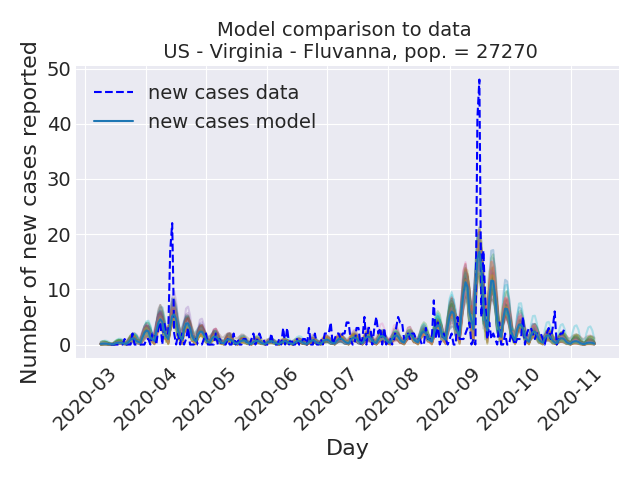 Model comparison to data
US - Virginia - Fluvanna, pop. = 27270
new cases data
new cases model
Number of new cases reported
50
40
30
20
10
0
2020-03
2020-04
2020-05
2020-06
2020-07
2020-08
2020-09
2020-10
2020-11
Day